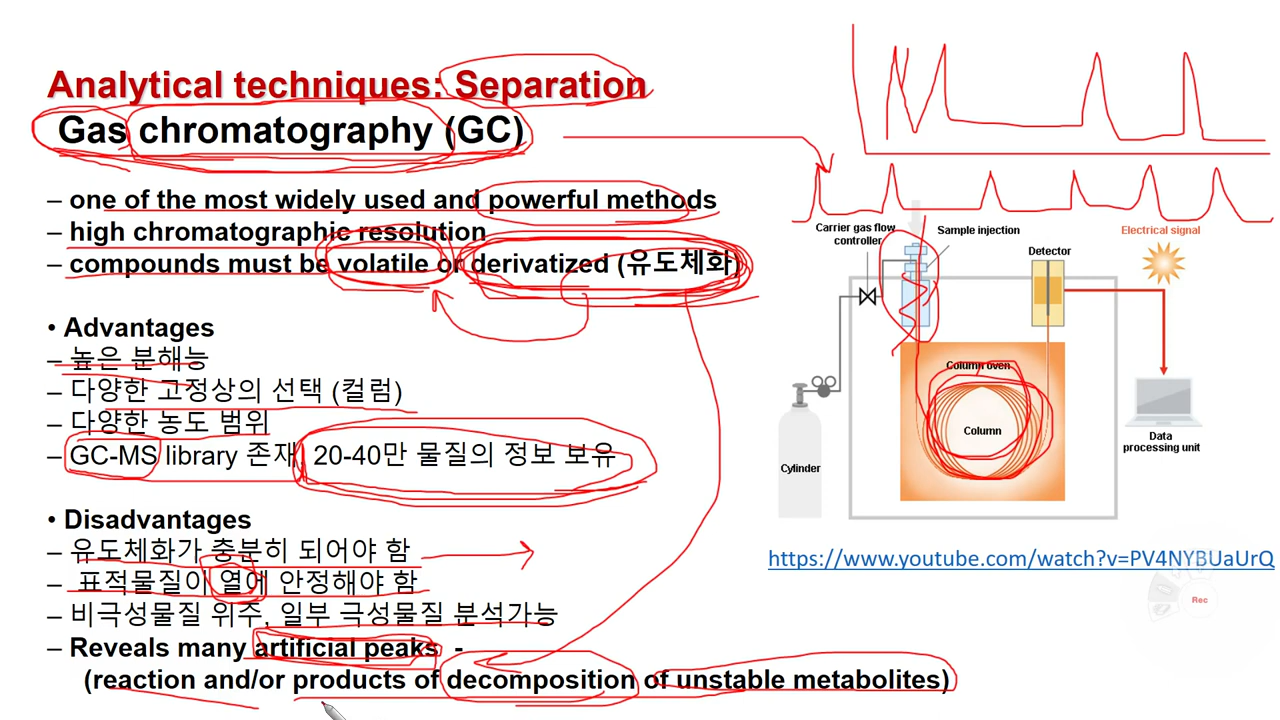 Analytical techniques: Separation
Gas chromatography (GC)
– one of the most widely used and powerful methods
– high chromatographic resolution
– compounds must be volatile or derivatized (유도체화)
• Advantages
– 높은 분해능
– 다양한 고정상의 선택 (컬럼)
– 다양한 농도 범위
– GC-MS library 존재, 20-40만 물질의 정보 보유
• Disadvantages
– 유도체화가 충분히 되어야 함
– 표적물질이 열에 안정해야 함
– 비극성물질 위주, 일부 극성물질 분석가능
– Reveals many artificial peaks -
(reaction and/or products of decomposition of unstable metabolites)
Carrier gas flow
controller
Sample injection
Detector
Electrical signal
Column oven
Column
Cylinder
Data
processing unit
https://www.youtube.com/watch?v=PV4NYBUaUrQ
Rec